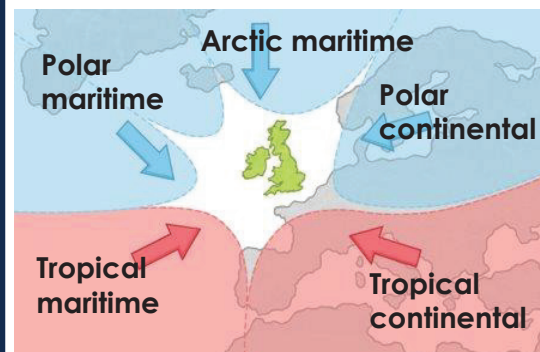 Arctic maritime
Polar
maritime
Polar
continental
Tropical
maritime
Tropical
continental